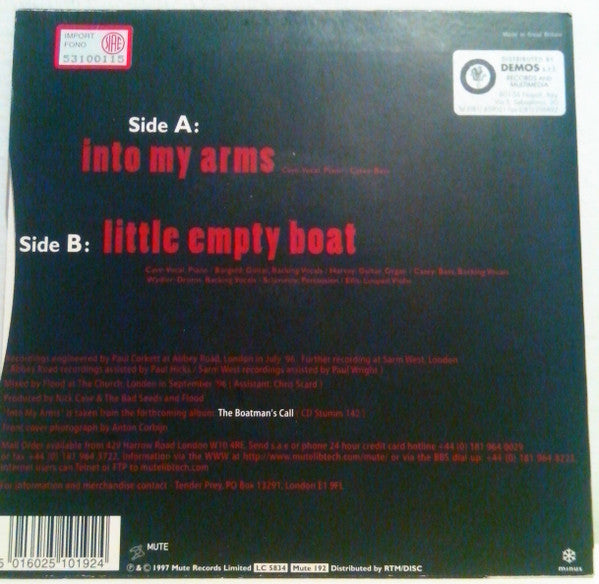 IMPORT
FONO
53100115
Made in Great Britain
DISTRIBUTED BY
DEMOS s.r.l.
RECORDS AND
MULTIMEDIA
Side A:
into my arms
Cave: Vocal, Piano / Casey: Bass
Side B:
little empty boat
Cave: Vocal, Piano / Bargeld: Guitar, Backing Vocals / Harvey: Guitar, Organ / Casey: Bass, Backing Vocals
Wydler: Drums, Backing Vocals / Sclavunos: Percussion / Ellis: Looped Violin
Recordings engineered by Paul Corkett at Abbey Road, London in July '96. Further recording at Sarm West, London
Abbey Road recordings assisted by Paul Hicks / Sarm West recordings assisted by Paul Wright )
Mixed by Flood at The Church, London in September '96 ( Assistant: Chris Scard )
Produced by Nick Cave & The Bad Seeds and Flood
'Into My Arms' is taken from the forthcoming album: The Boatman's Call ( CD Stumm 142 )
Front cover photograph by Anton Corbijn
Mail Order available from 429 Harrow Road London W10 4RE. Send s.a.e or phone 24 hour credit card hotline +44 (0) 181 964 9029
or fax +44 (0) 181 964 3722. information via the WWW at http://www.mutelibtech.com/mute/ or via the BBS dial up: +44 (0) 181 964 8223.
internet users can Telnet or FTP to mutelibtech.com
For information and merchandise contact - Tender Prey, PO Box 13291, London E1 9FL
5 016025 101924
MUTE
℗ & © 1997 Mute Records Limited LC 5834 Mute 192 Distributed by RTM/DISC
minus